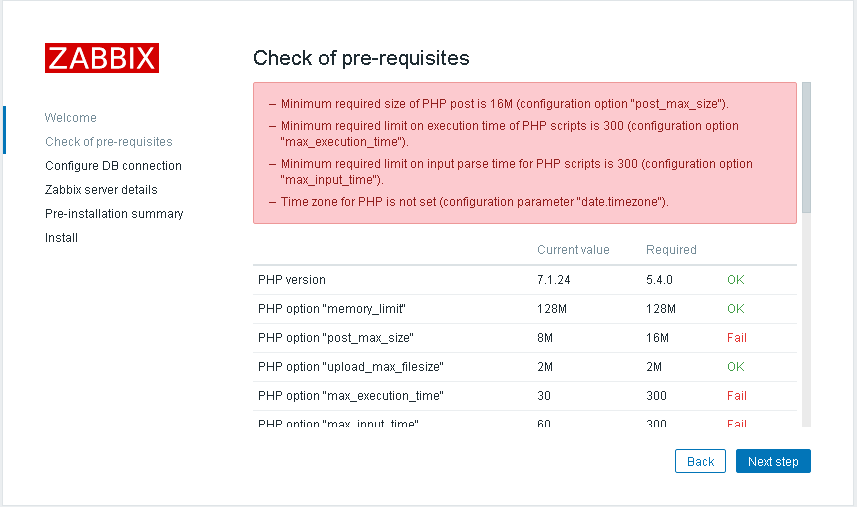 ZABBIX
Welcome
Check of pre-requisites
Configure DB connection
Zabbix server details
Pre-installation summary
Install
Check of pre-requisites
– Minimum required size of PHP post is 16M (configuration option "post_max_size").
– Minimum required limit on execution time of PHP scripts is 300 (configuration option
"max_execution_time").
– Minimum required limit on input parse time for PHP scripts is 300 (configuration option
"max_input_time").
– Time zone for PHP is not set (configuration parameter "date.timezone").
Current value Required
PHP version 7.1.24 5.4.0 OK
PHP option "memory_limit" 128M 128M OK
PHP option "post_max_size" 8M 16M Fail
PHP option "upload_max_filesize" 2M 2M OK
PHP option "max_execution_time" 30 300 Fail
PHP option "max_input_time" 60 300 Fail
Back Next step